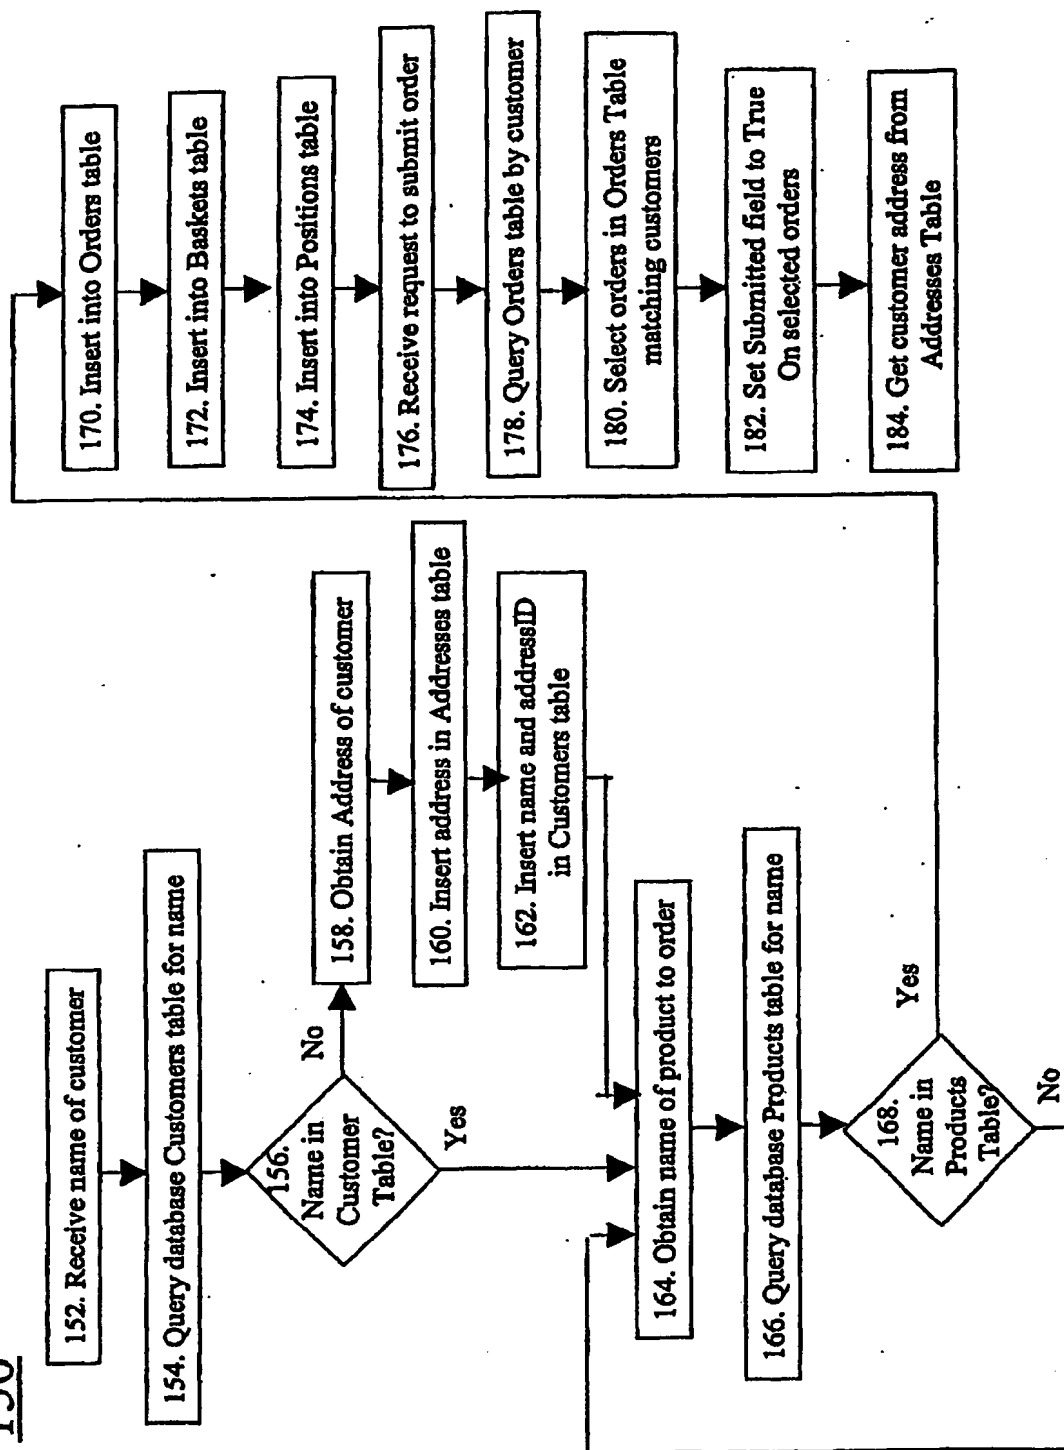 152. Receive name of customer
154. Query database Customers table for name
156.
Name in
Customer
Table?
No
Yes
158. Obtain Address of customer
160. Insert address in Addresses table
162. Insert name and addressID
in Customers table
164. Obtain name of product to order
166. Query database Products table for name
168.
Name in
Products
Table?
Yes
No
170. Insert into Orders table
172. Insert into Baskets table
174. Insert into Positions table
176. Receive request to submit order
178. Query Orders table by customer
180. Select orders in Orders Table
matching customers
182. Set Submitted field to True
On selected orders
184. Get customer address from
Addresses Table